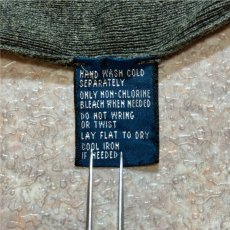 HAND WASH COLD
SEPARATELY
ONLY NON-CHLORINE
BLEACH WHEN NEEDED
DO NOT WRING
OR TWIST
LAY FLAT TO DRY
COOL IRON
IF NEEDED